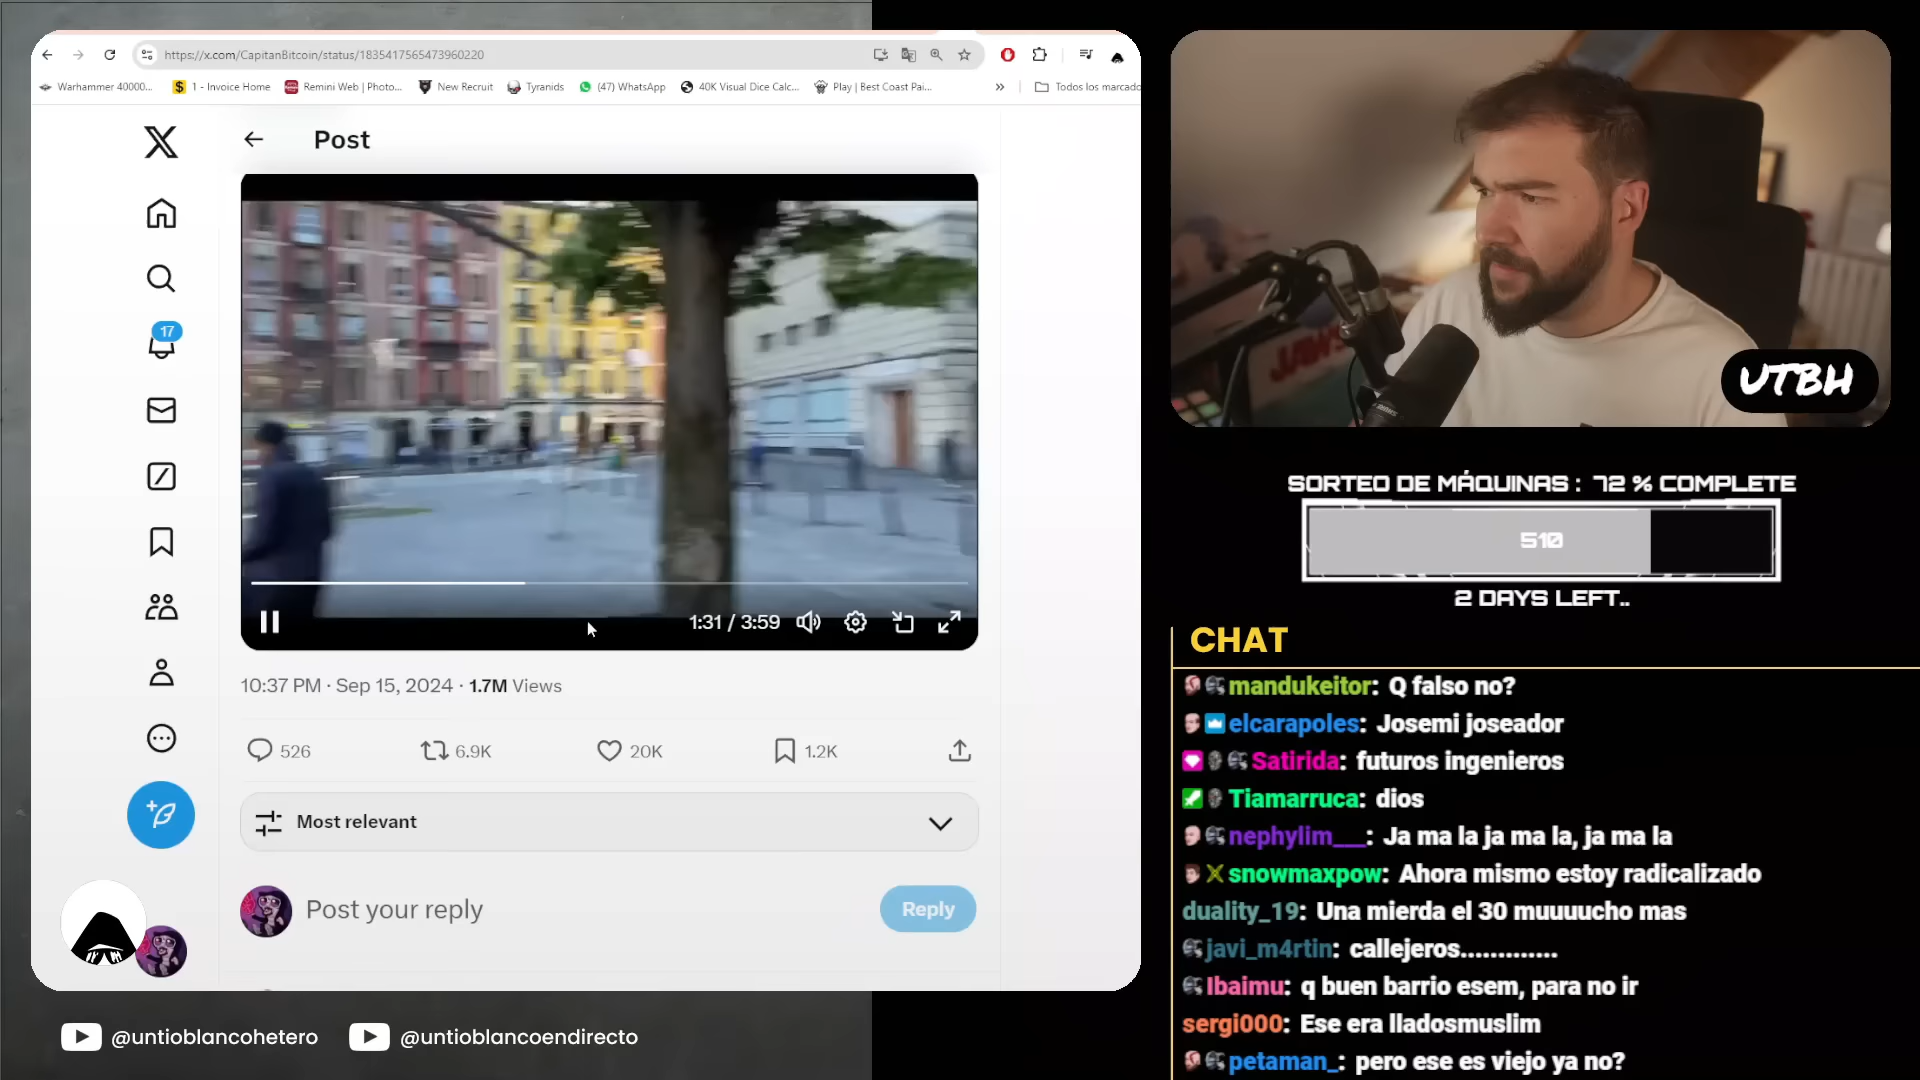 https://x.com/CapitanBitcoin/status/1835417565473960220
Warhammer 40000...
$ 1 - Invoice Home
Remini Web | Photo...
New Recruit
Tyranids
(47) WhatsApp
40K Visual Dice Calc...
Play | Best Coast Pai...
»
Todos los marcado
Post
17
1:31 / 3:59
10:37 PM · Sep 15, 2024 · 1.7M Views
526
6.9K
20K
1.2K
Most relevant
Post your reply
Reply
@untioblancohetero
@untioblancoendirecto
JAWS
UTBH
SORTEO DE MÁQUINAS : 72 % COMPLETE
510
2 DAYS LEFT..
CHAT
mandukeitor: Q falso no?
elcarapoles: Josemi joseador
Satirida: futuros ingenieros
Tiamarruca: dios
nephylim___: Ja ma la ja ma la, ja ma la
snowmaxpow: Ahora mismo estoy radicalizado
duality_19: Una mierda el 30 muuuucho mas
javi_m4rtin: callejeros.............
Ibaimu: q buen barrio esem, para no ir
sergi000: Ese era lladosmuslim
petaman_: pero ese es viejo ya no?